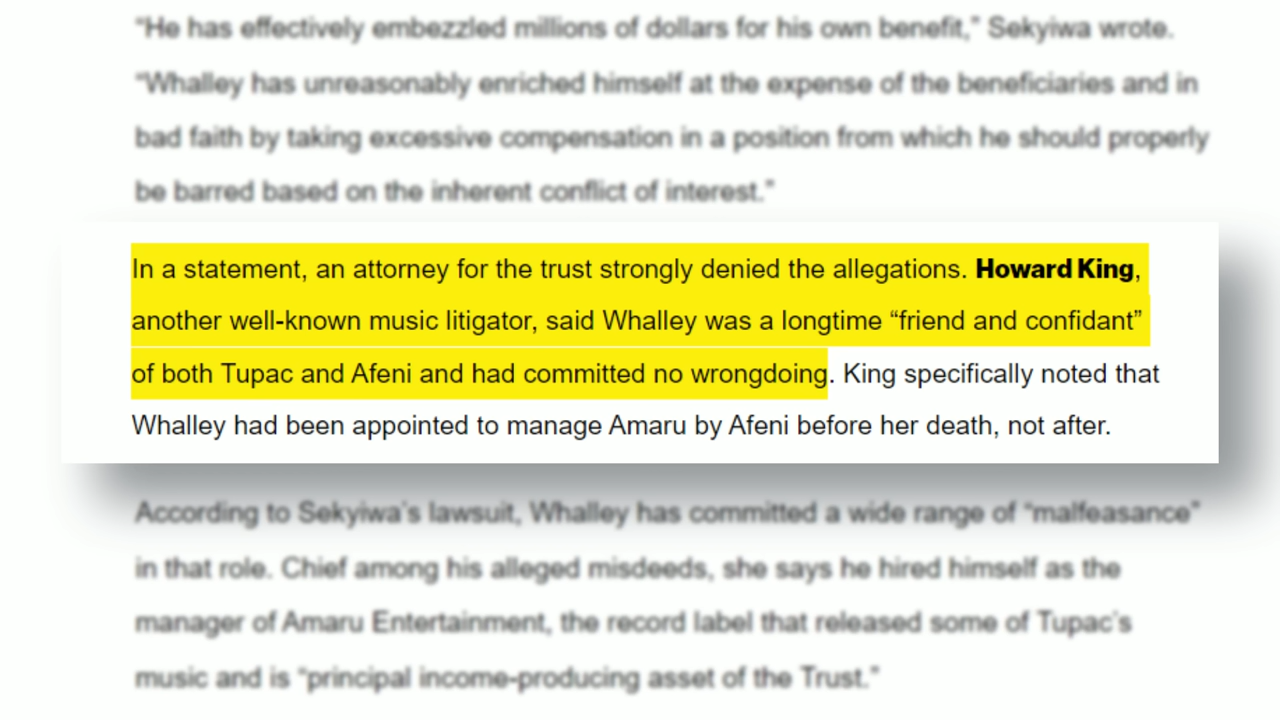 “He has effectively embezzled millions of dollars for his own benefit,” Sekyiwa wrote.
“Whalley has unreasonably enriched himself at the expense of the beneficiaries and in
bad faith by taking excessive compensation in a position from which he should properly
be barred based on the inherent conflict of interest.”
In a statement, an attorney for the trust strongly denied the allegations. Howard King,
another well-known music litigator, said Whalley was a longtime “friend and confidant”
of both Tupac and Afeni and had committed no wrongdoing. King specifically noted that
Whalley had been appointed to manage Amaru by Afeni before her death, not after.
According to Sekyiwa’s lawsuit, Whalley has committed a wide range of “malfeasance”
in that role. Chief among his alleged misdeeds, she says he hired himself as the
manager of Amaru Entertainment, the record label that released some of Tupac’s
music and is “principal income-producing asset of the Trust.”